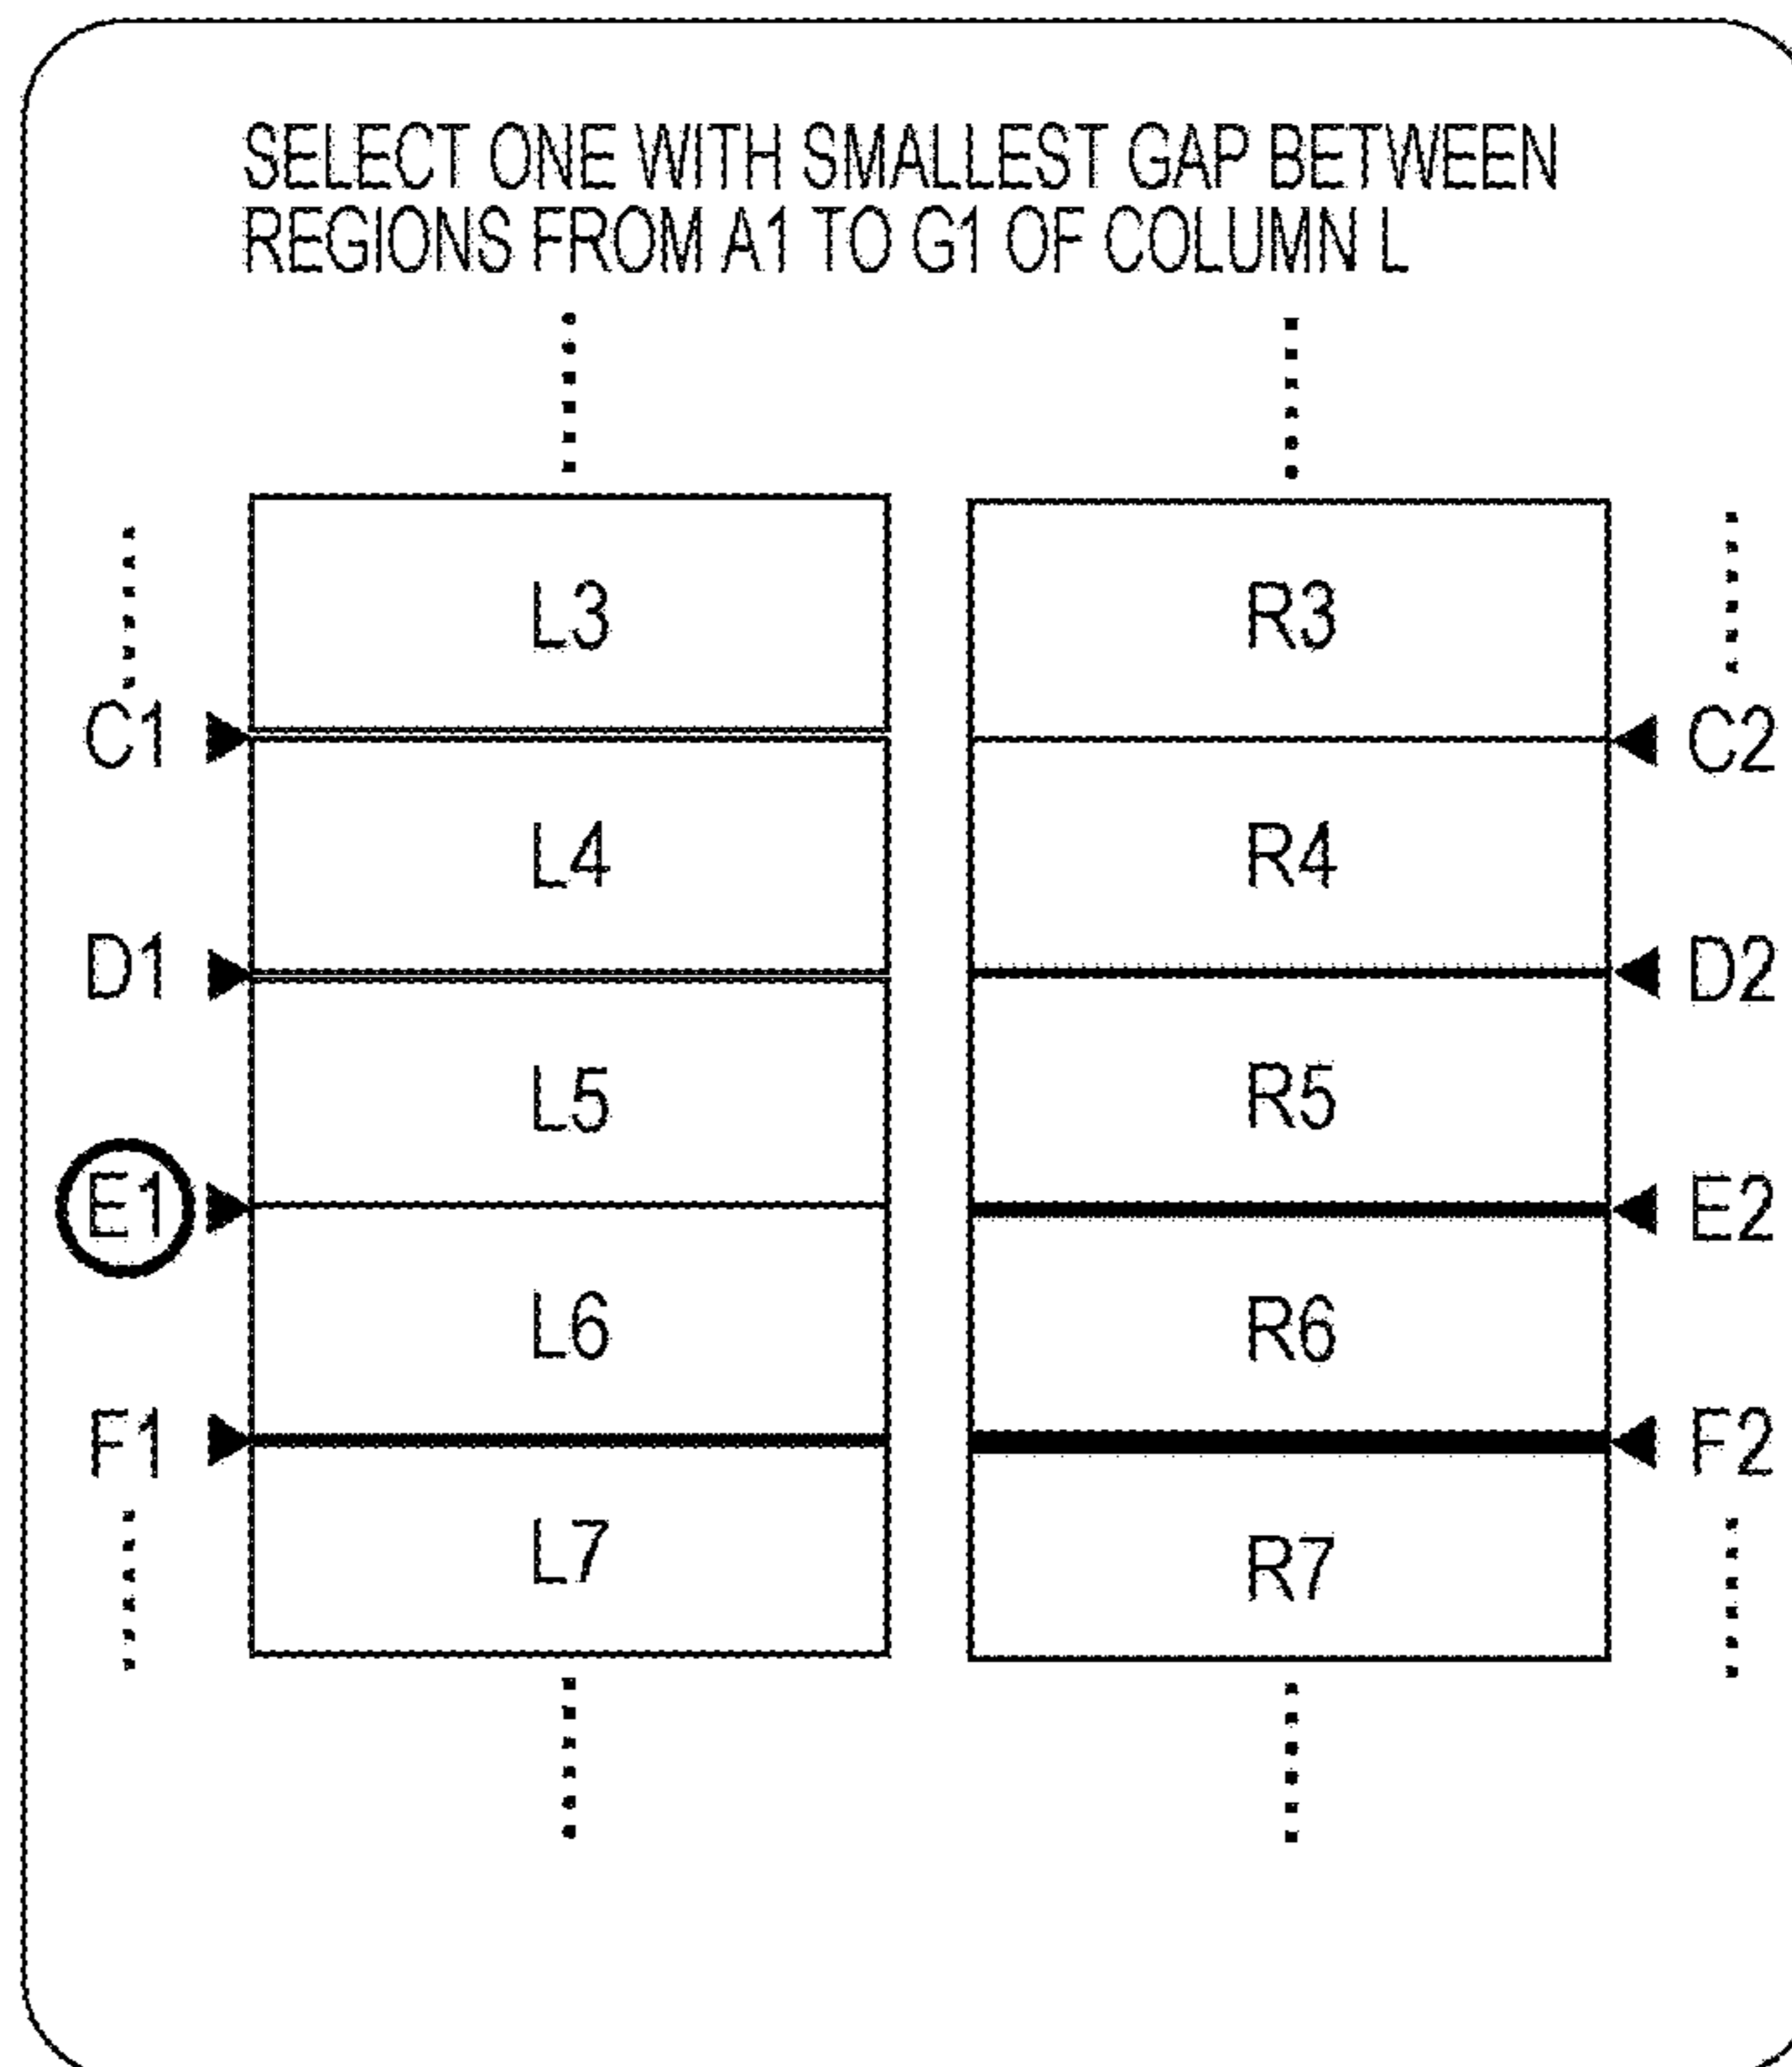 SELECT ONE WITH SMALLEST GAP BETWEEN
REGIONS FROM A1 TO G1 OF COLUMN L
L3 R3
C1 C2
L4 R4
D1 D2
L5 R5
E1 E2
L6 R6
F1 F2
L7 R7